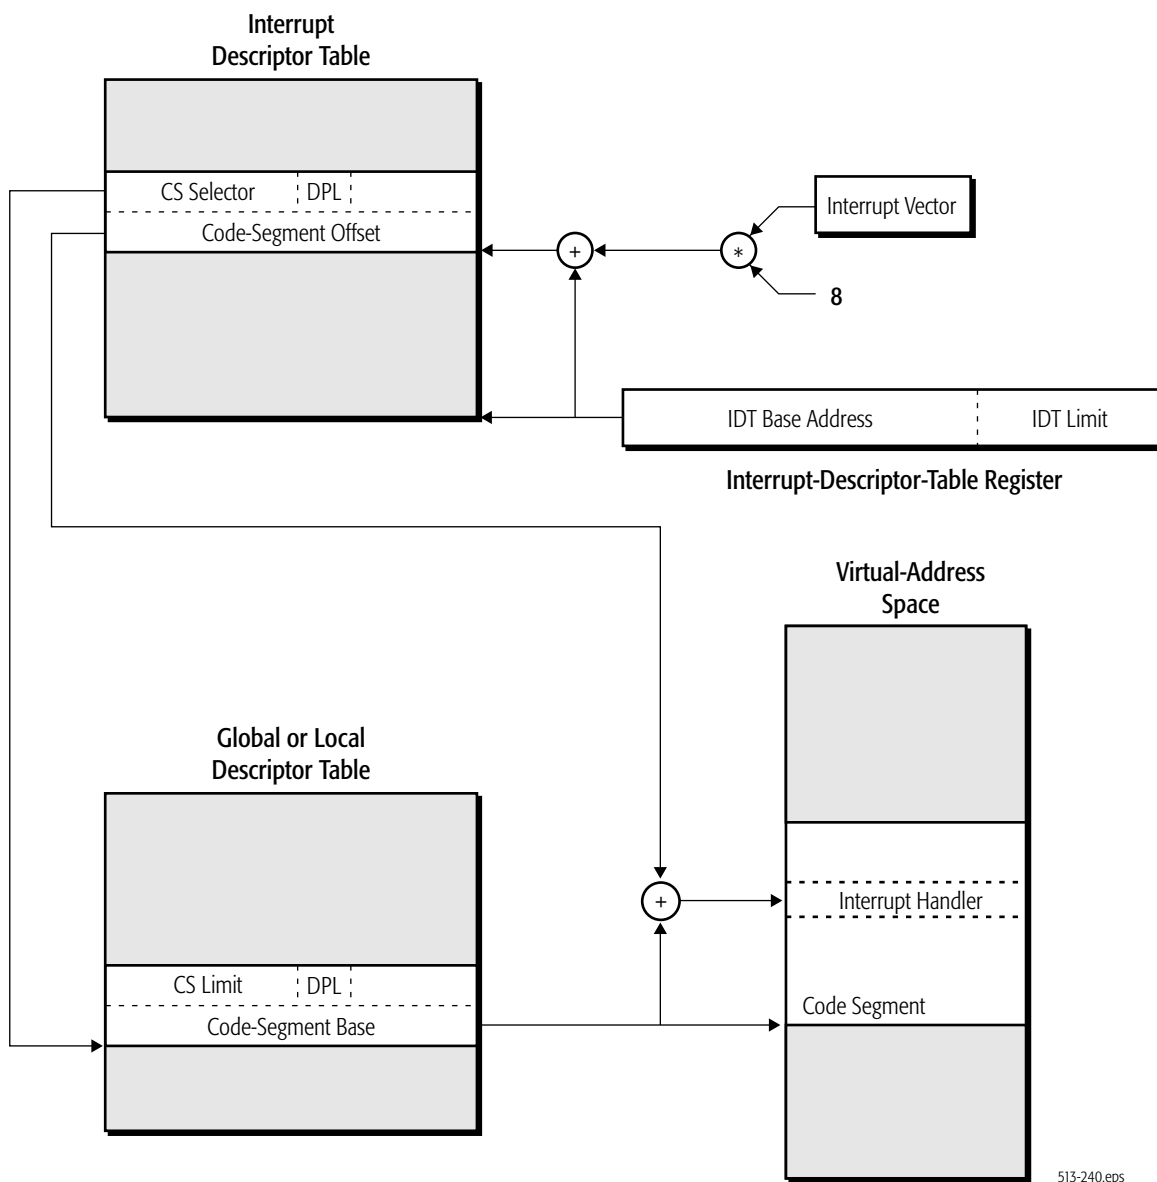 Interrupt
Descriptor Table
CS Selector
DPL
Interrupt Vector
Code-Segment Offset
+
*
8
IDT Base Address
IDT Limit
Interrupt-Descriptor-Table Register
Virtual-Address
Space
Global or Local
Descriptor Table
+
Interrupt Handler
CS Limit
DPL
Code Segment
Code-Segment Base
513-240.eps